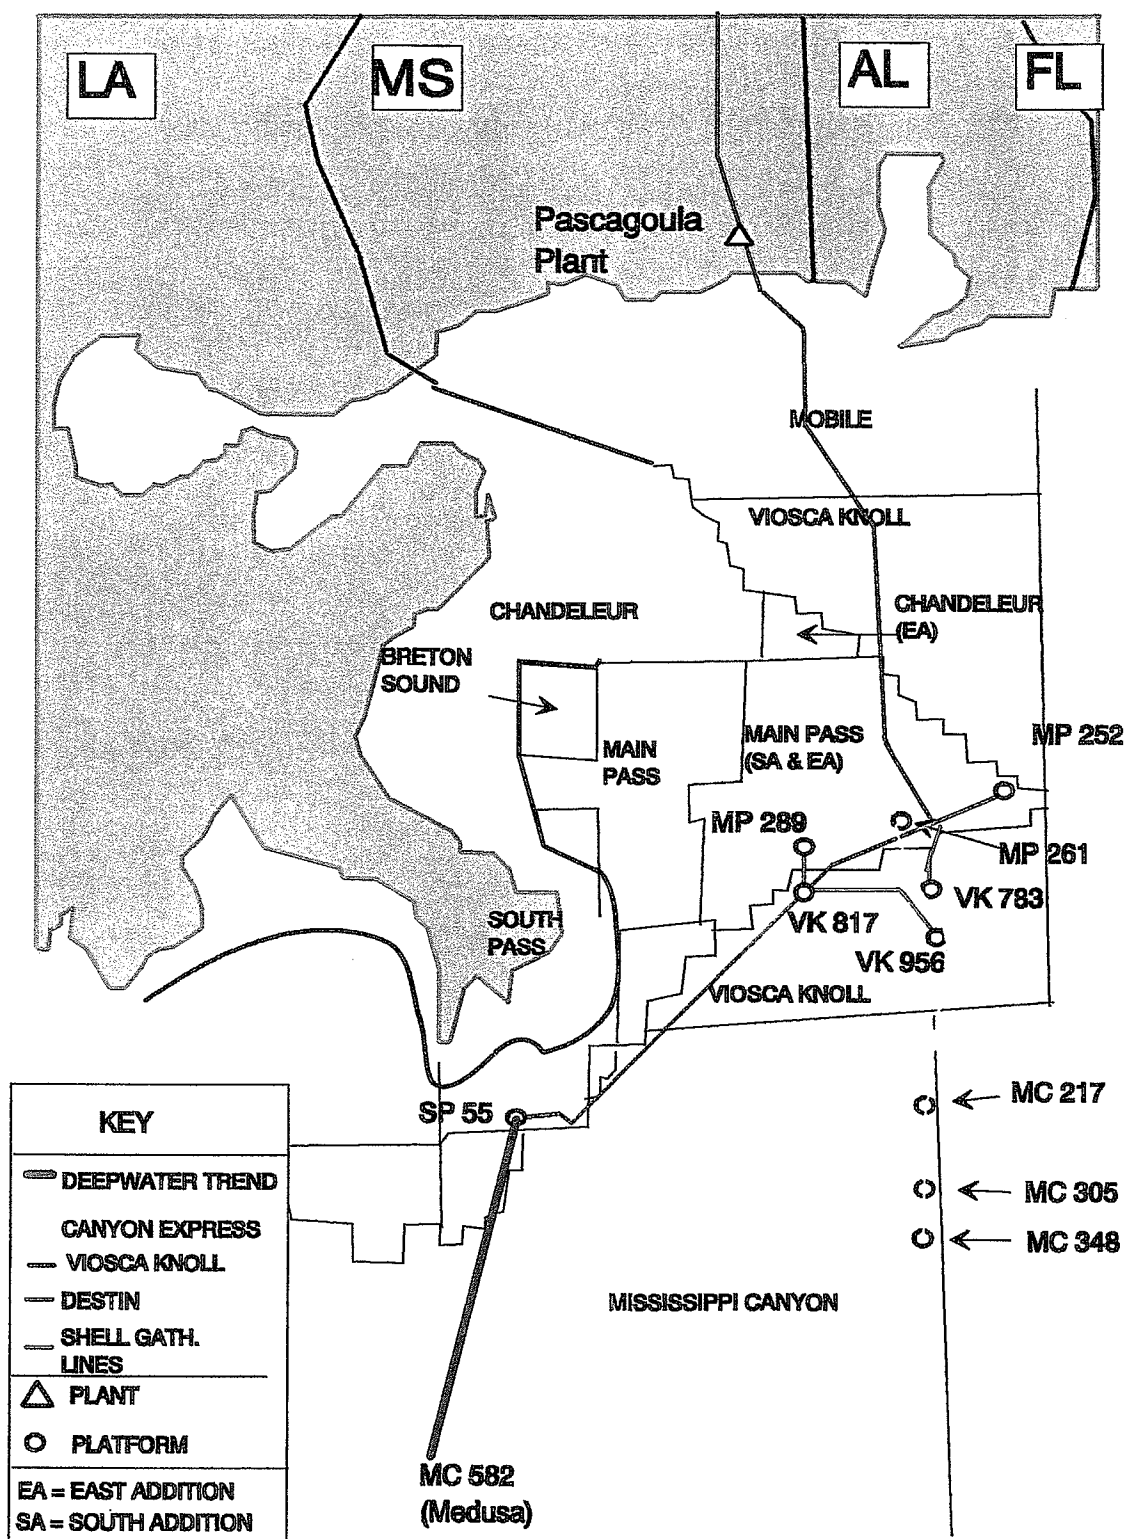 LA
MS
AL
FL
Pascagoula
Plant
MOBILE
VIOSCA KNOLL
CHANDELEUR
CHANDELEUR
(EA)
BRETON
SOUND
MAIN
PASS
MAIN PASS
(SA & EA)
MP 252
MP 289
MP 261
VK 783
VK 817
VK 956
SOUTH
PASS
VIOSCA KNOLL
SP 55
MC 217
MC 305
MC 348
MISSISSIPPI CANYON
MC 582
(Medusa)
KEY
DEEPWATER TREND
CANYON EXPRESS
VIOSCA KNOLL
DESTIN
SHELL GATH.
LINES
PLANT
PLATFORM
EA = EAST ADDITION
SA = SOUTH ADDITION